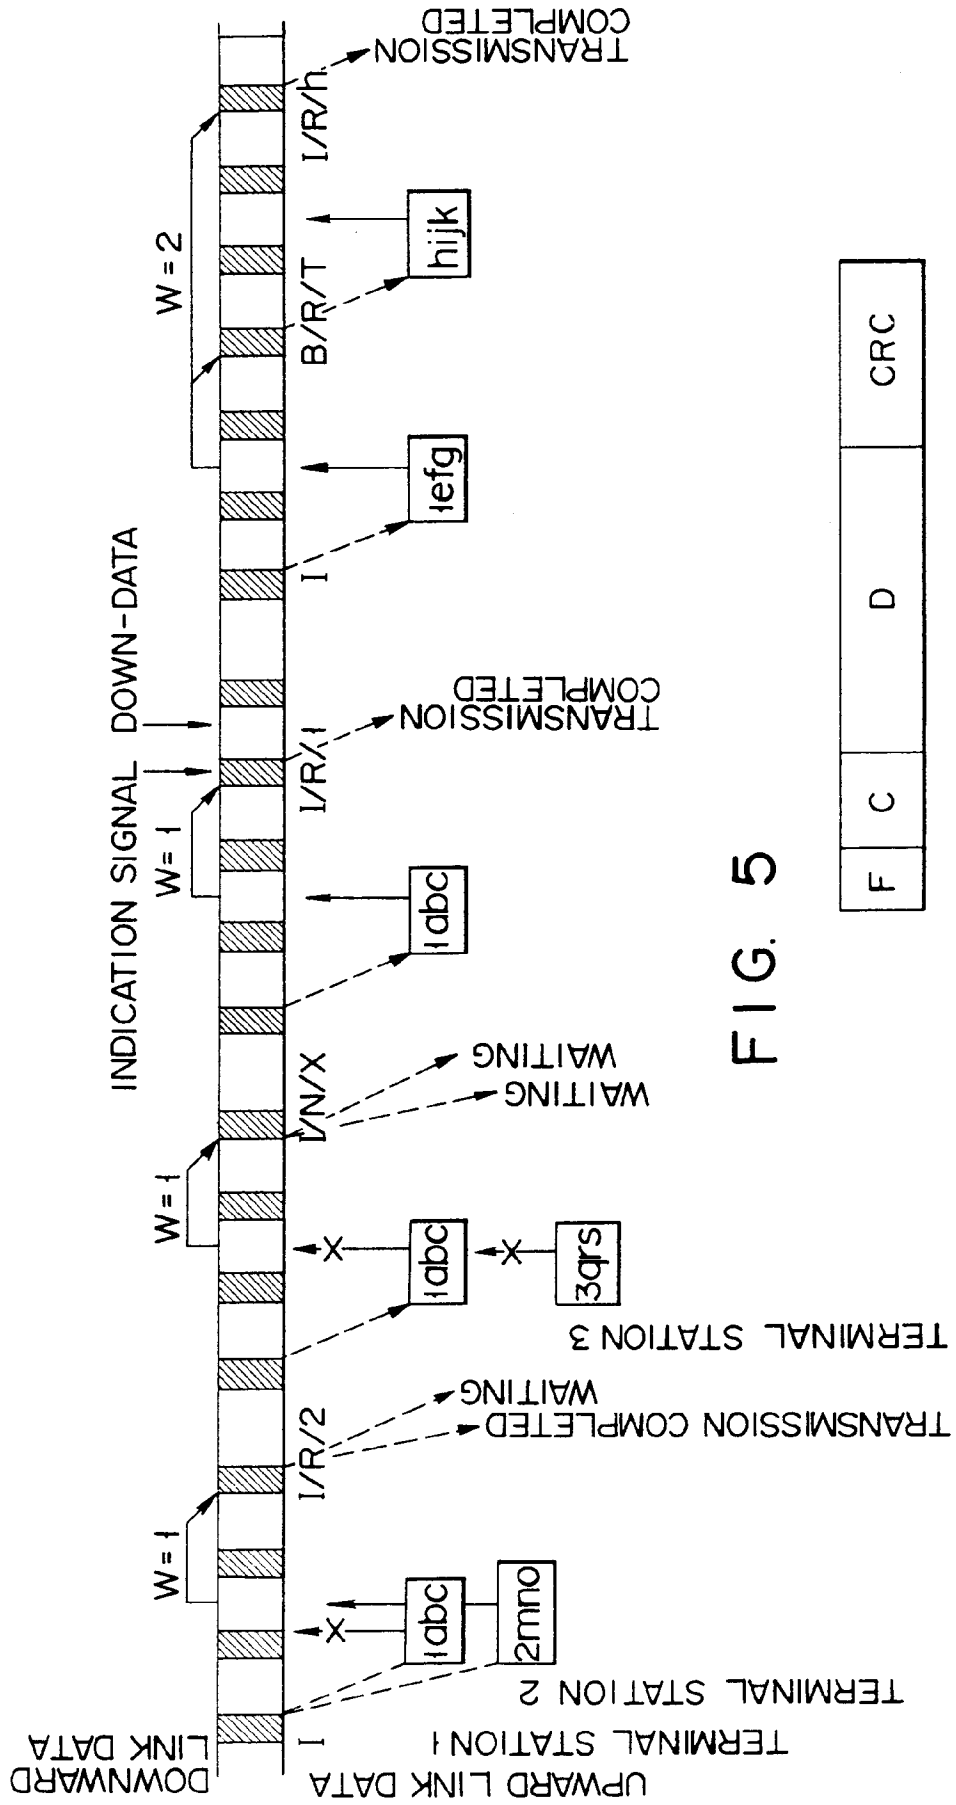 INDICATION SIGNAL DOWN-DATA
W=1
W=1
W=1
W=2
DOWNWARD
LINK DATA
UPWARD LINK DATA
I
I/R/2
I/N/X
I/R/1
I
B/R/T
I/R/h
TERMINAL STATION 1
TERMINAL STATION 2
X
1abc
2mno
WAITING
TRANSMISSION COMPLETED
TERMINAL STATION 3
X
1abc
X
3qrs
WAITING
WAITING
1abc
TRANSMISSION
COMPLETED
1efg
hijk
TRANSMISSION
COMPLETED
FIG. 5
F C D CRC